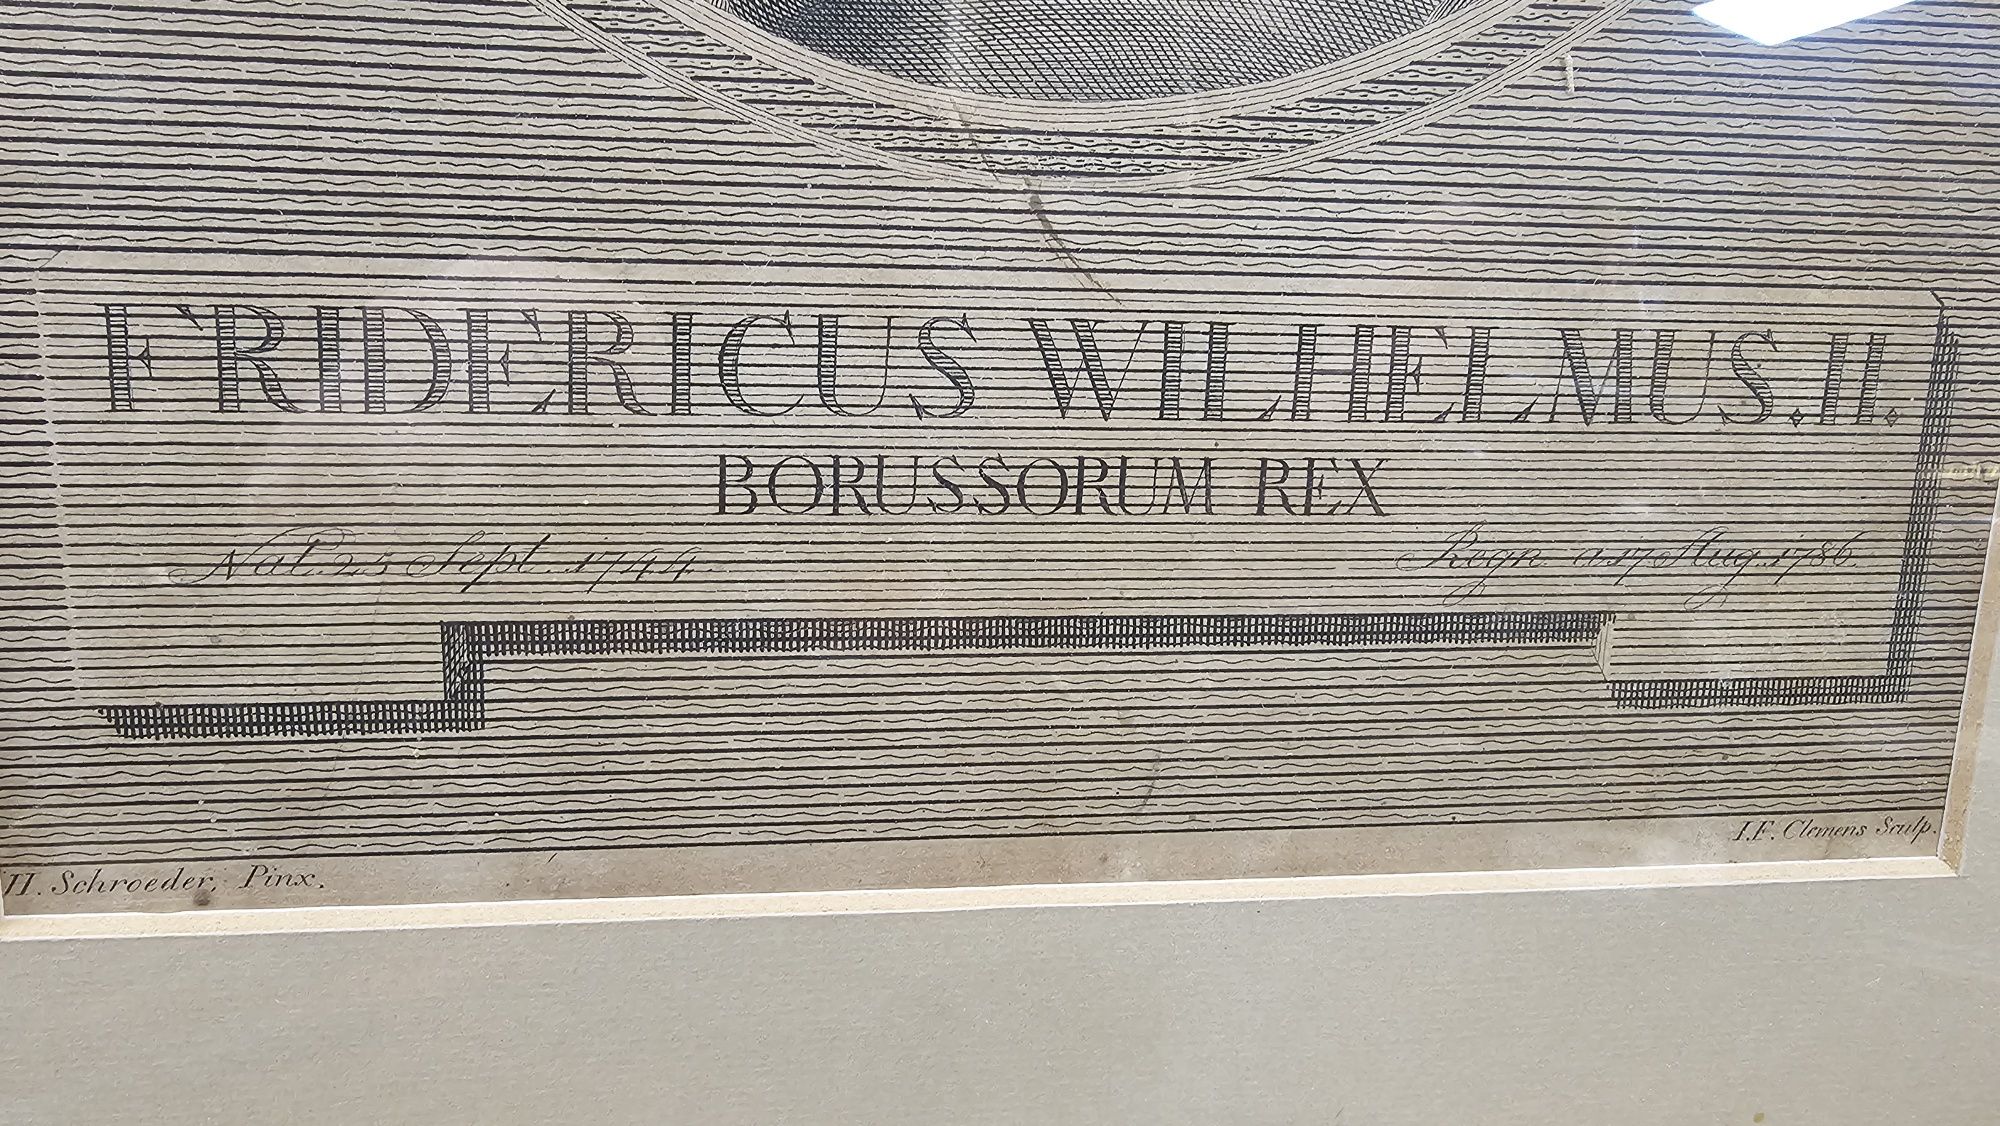 FRIDERICUS WILHELMUS. II.
BORUSSORUM REX
Nat. 25 Sept. 1744.
Regn. a 17 Aug. 1786.
H. Schroeder, Pinx.
I. F. Clemens Sculp.